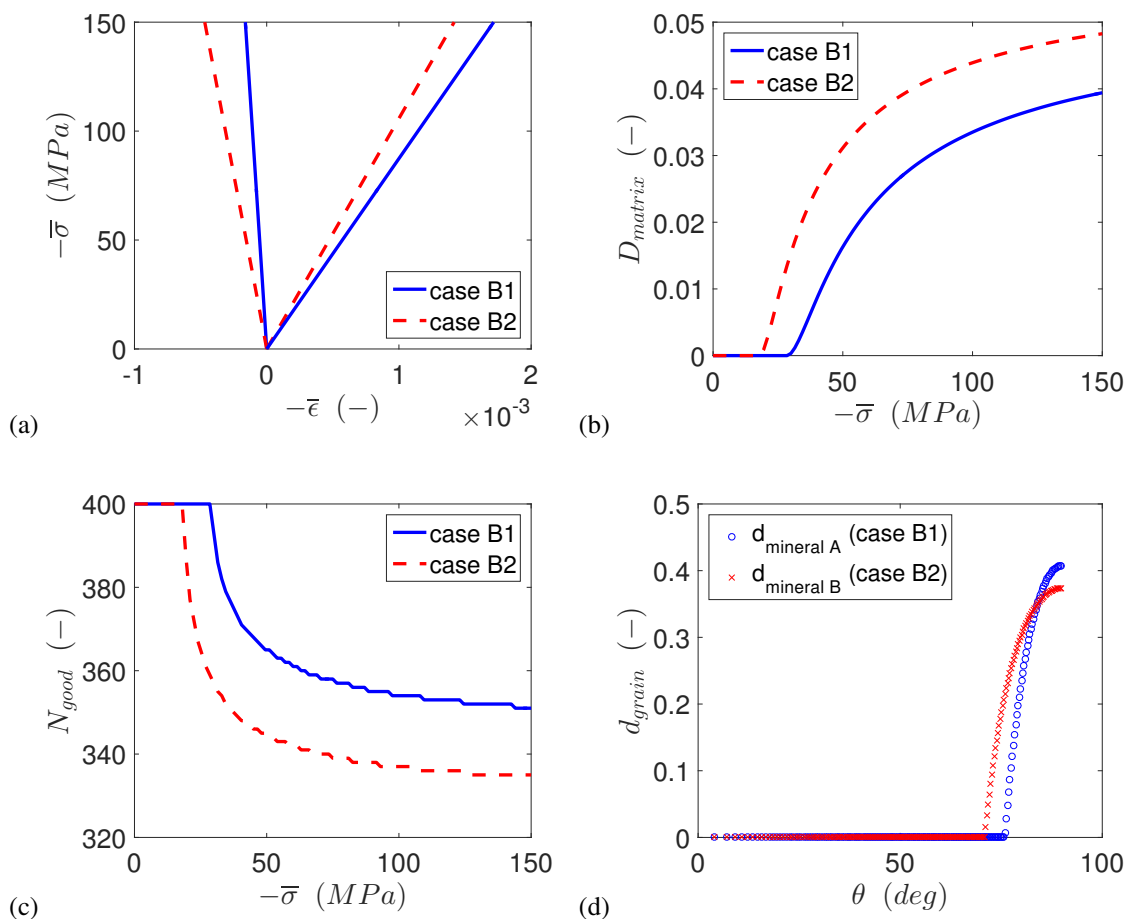 150
100
50
0
-1
0
1
2
×10⁻³
−σ̅ (MPa)
−ϵ̅ (−)
case B1
case B2
(a)
0.05
0.04
0.03
0.02
0.01
0
0
50
100
150
D_matrix (−)
−σ̅ (MPa)
case B1
case B2
(b)
400
380
360
340
320
0
50
100
150
N_good (−)
−σ̅ (MPa)
case B1
case B2
(c)
0.5
0.4
0.3
0.2
0.1
0
0
50
100
d_grain (−)
θ (deg)
d_mineral A (case B1)
d_mineral B (case B2)
(d)